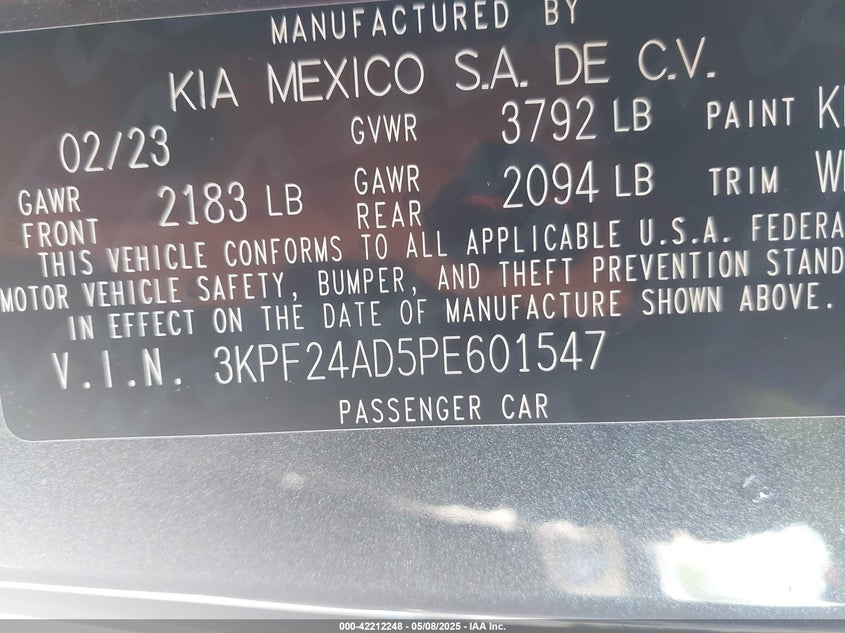 MANUFACTURED BY
KIA MEXICO S.A. DE C.V.
02/23 GVWR 3792 LB PAINT
GAWR FRONT 2183 LB GAWR REAR 2094 LB TRIM
THIS VEHICLE CONFORMS TO ALL APPLICABLE U.S.A. FEDERA
MOTOR VEHICLE SAFETY, BUMPER, AND THEFT PREVENTION STAND
IN EFFECT ON THE DATE OF MANUFACTURE SHOWN ABOVE.
V.I.N. 3KPF24AD5PE601547
PASSENGER CAR
000-42212248 - 05/08/2025 - IAA Inc.